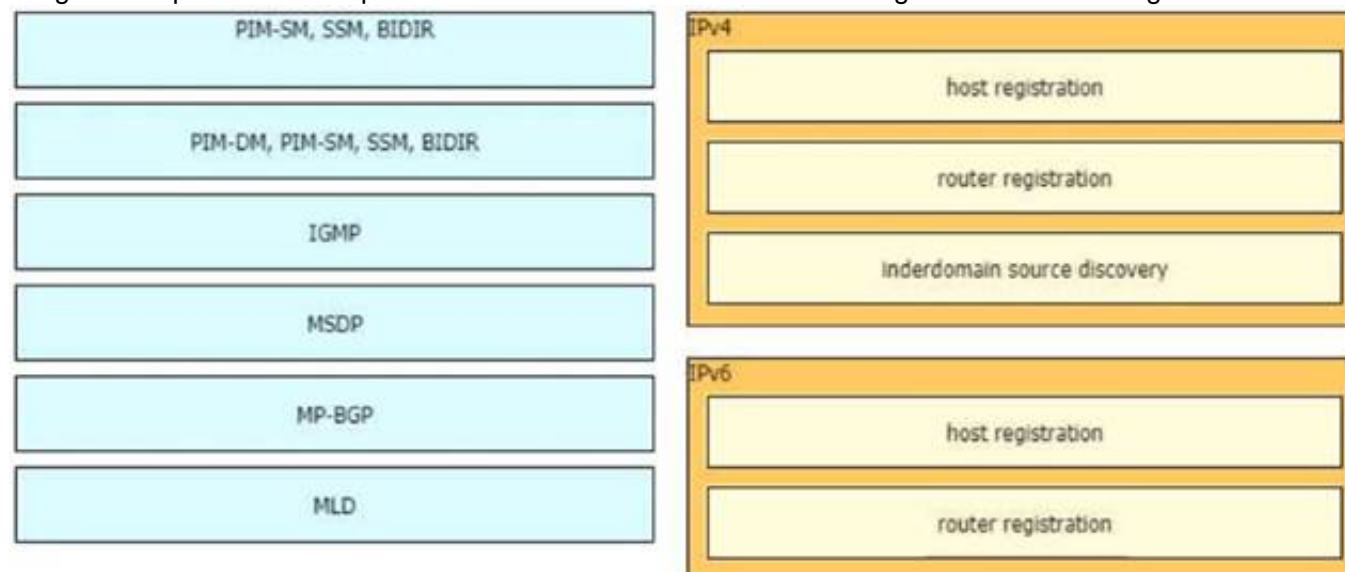 PIM-SM, SSM, BIDIR
PIM-DM, PIM-SM, SSM, BIDIR
IGMP
MSDP
MP-BGP
MLD
IPv4
host registration
router registration
Inderdomain source discovery
IPv6
host registration
router registration